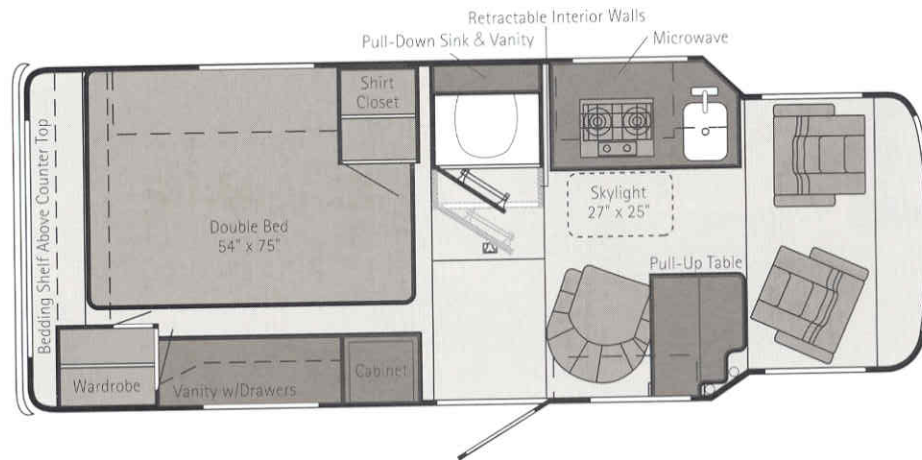 Retractable Interior Walls
Pull-Down Sink & Vanity
Microwave
Shirt
Closet
Bedding Shelf Above Counter Top
Double Bed
54" x 75"
Skylight
27" x 25"
Pull-Up Table
Wardrobe
Vanity w/Drawers
Cabinet